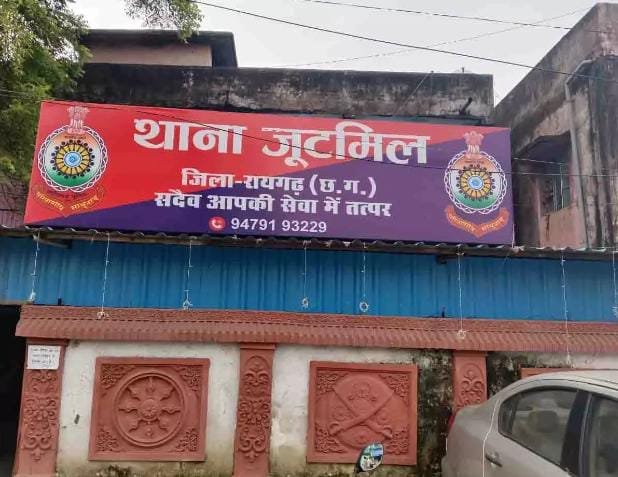 थाना जूटमिल
जिला-रायगढ़ (छ.ग.)
सदैव आपकी सेवा में तत्पर
94791 93229